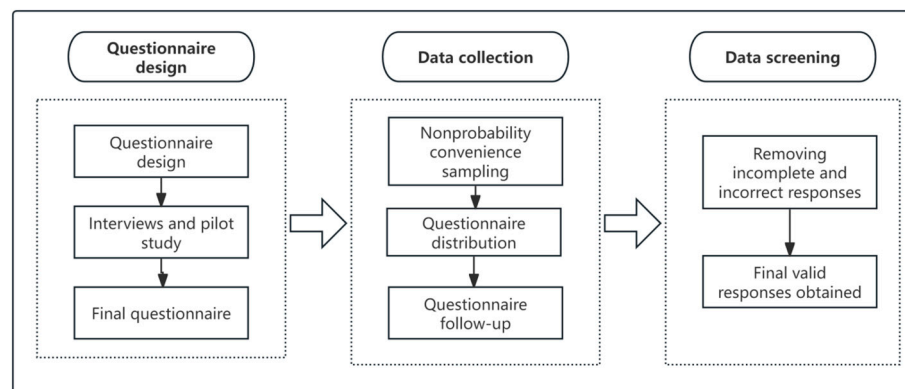 Questionnaire
design
Questionnaire
design
Interviews and pilot
study
Final questionnaire
Data collection
Nonprobability
convenience
sampling
Questionnaire
distribution
Questionnaire
follow-up
Data screening
Removing
incomplete and
incorrect responses
Final valid
responses obtained